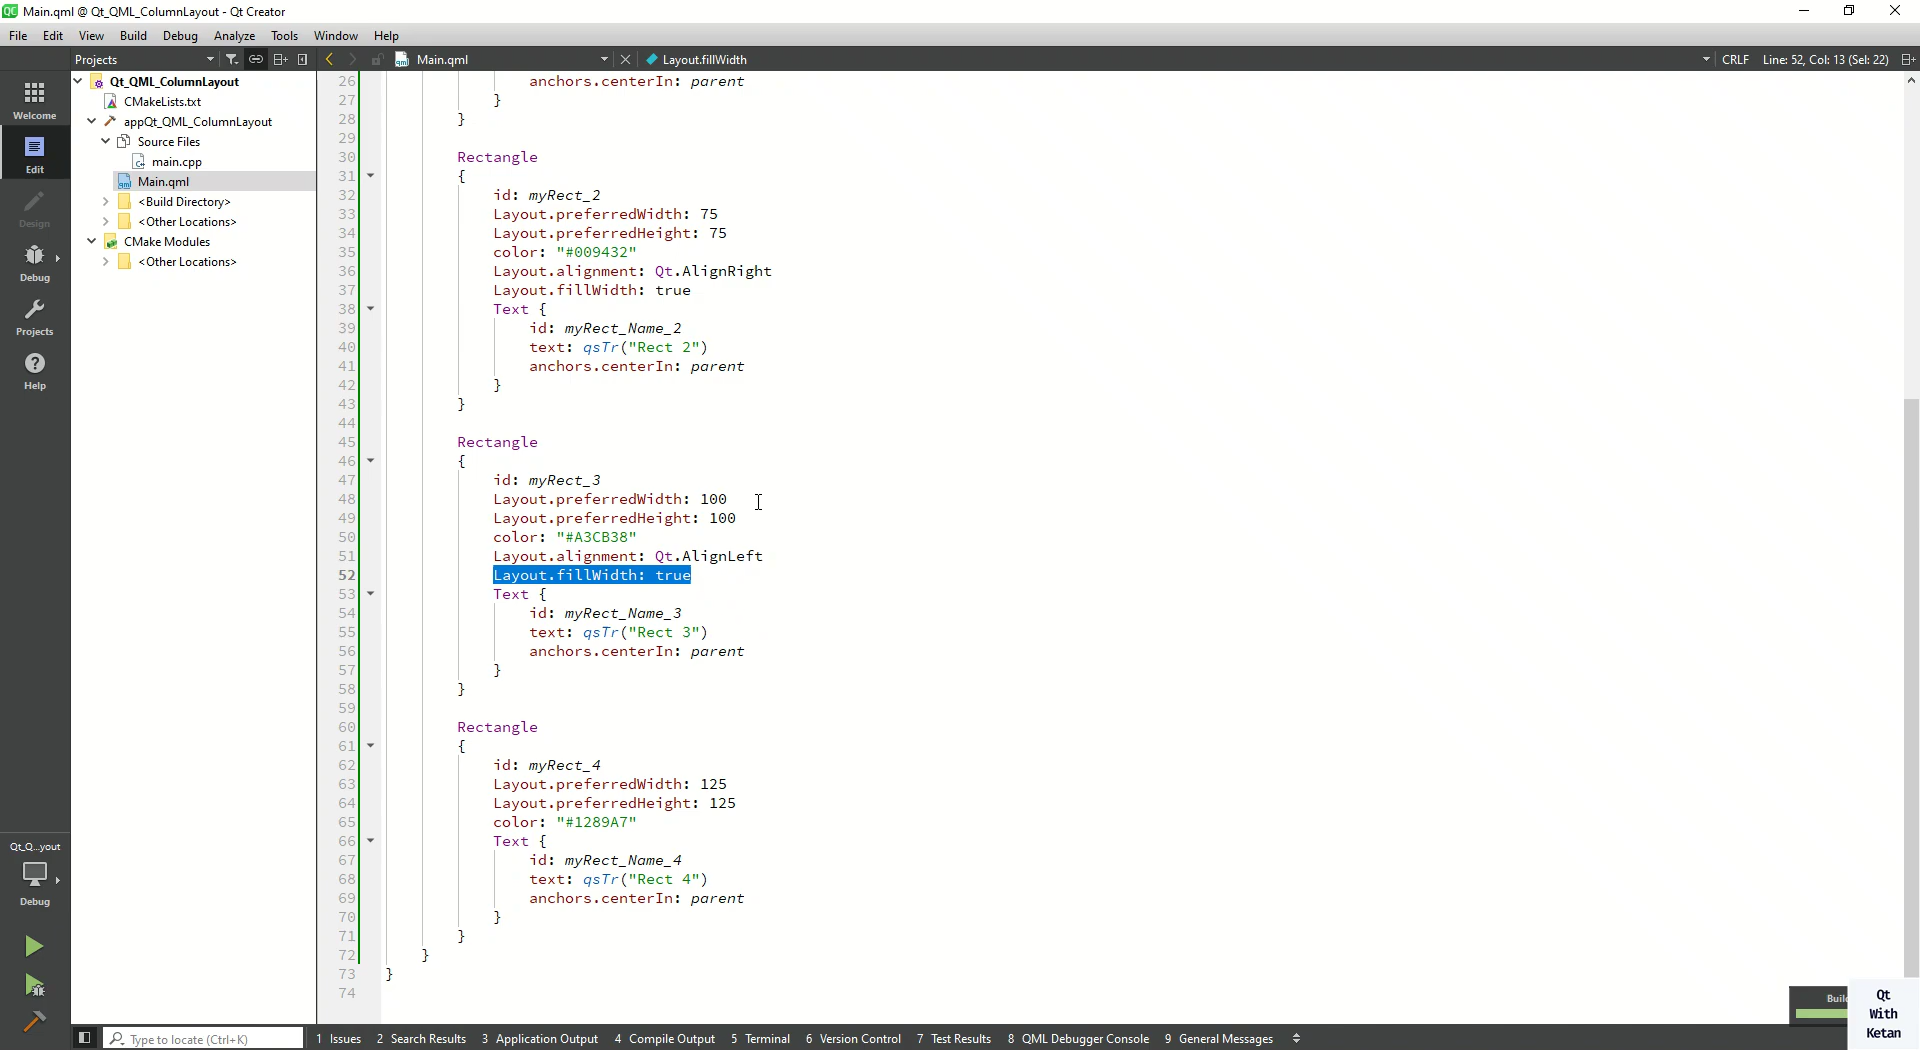 Main.qml @ Qt_QML_ColumnLayout - Qt Creator
File Edit View Build Debug Analyze Tools Window Help
Projects Main.qml Layout.fillWidth CRLF Line: 52, Col: 13 (Sel: 22)
Welcome
Edit
Design
Debug
Projects
Help
Qt_Q...yout
Debug
Qt_QML_ColumnLayout
CMakeLists.txt
appQt_QML_ColumnLayout
Source Files
main.cpp
Main.qml
<Build Directory>
<Other Locations>
CMake Modules
<Other Locations>
26 anchors.centerIn: parent
27 }
28 }
29
30 Rectangle
31 {
32 id: myRect_2
33 Layout.preferredWidth: 75
34 Layout.preferredHeight: 75
35 color: "#009432"
36 Layout.alignment: Qt.AlignRight
37 Layout.fillWidth: true
38 Text {
39 id: myRect_Name_2
40 text: qsTr("Rect 2")
41 anchors.centerIn: parent
42 }
43 }
44
45 Rectangle
46 {
47 id: myRect_3
48 Layout.preferredWidth: 100
49 Layout.preferredHeight: 100
50 color: "#A3CB38"
51 Layout.alignment: Qt.AlignLeft
52 Layout.fillWidth: true
53 Text {
54 id: myRect_Name_3
55 text: qsTr("Rect 3")
56 anchors.centerIn: parent
57 }
58 }
59
60 Rectangle
61 {
62 id: myRect_4
63 Layout.preferredWidth: 125
64 Layout.preferredHeight: 125
65 color: "#1289A7"
66 Text {
67 id: myRect_Name_4
68 text: qsTr("Rect 4")
69 anchors.centerIn: parent
70 }
71 }
72 }
73 }
74
Qt
With
Ketan
Type to locate (Ctrl+K) 1 Issues 2 Search Results 3 Application Output 4 Compile Output 5 Terminal 6 Version Control 7 Test Results 8 QML Debugger Console 9 General Messages